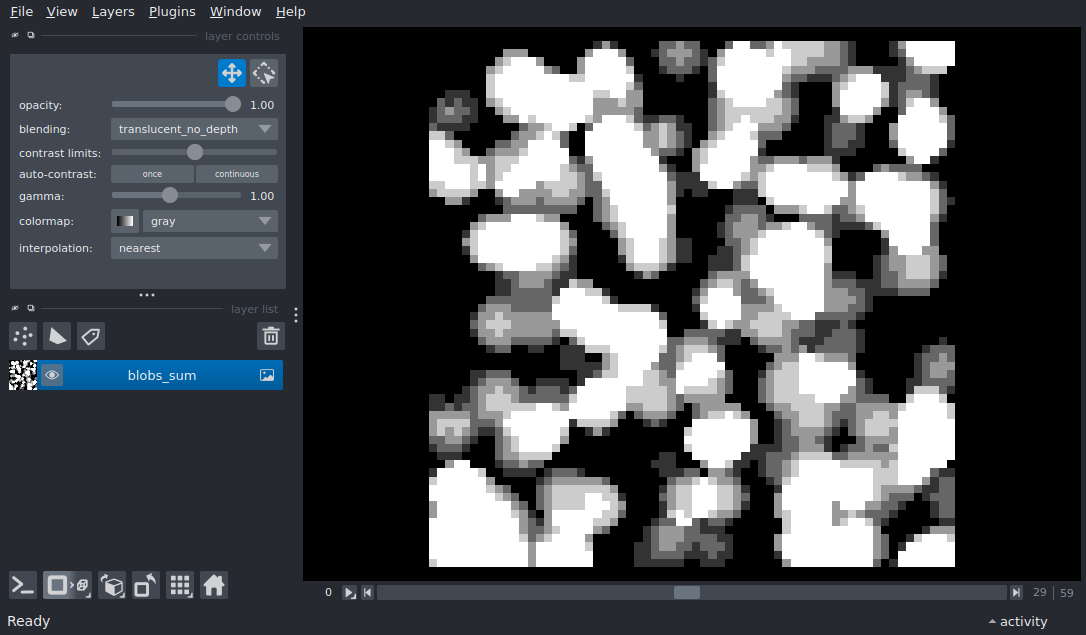 File View Layers Plugins Window Help
layer controls
opacity: 1.00
blending: translucent_no_depth
contrast limits:
auto-contrast: once continuous
gamma: 1.00
colormap: gray
interpolation: nearest
layer list
blobs_sum
0 29 59
Ready activity